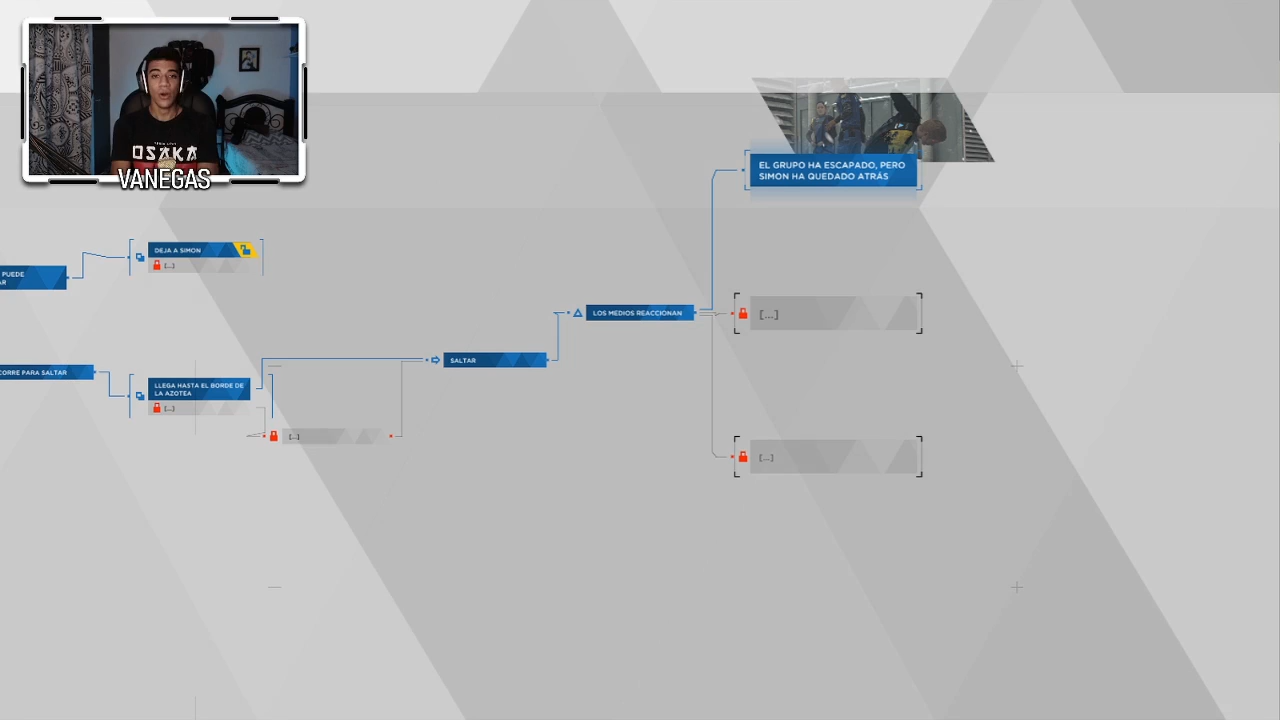 OSAKA
VANEGAS
EL GRUPO HA ESCAPADO, PERO
SIMON HA QUEDADO ATRÁS
DEJA A SIMON
[...]
PUEDE
AR
LOS MEDIOS REACCIONAN
[...]
SALTAR
CORRE PARA SALTAR
LLEGA HASTA EL BORDE DE
LA AZOTEA
[...]
[...]
[...]